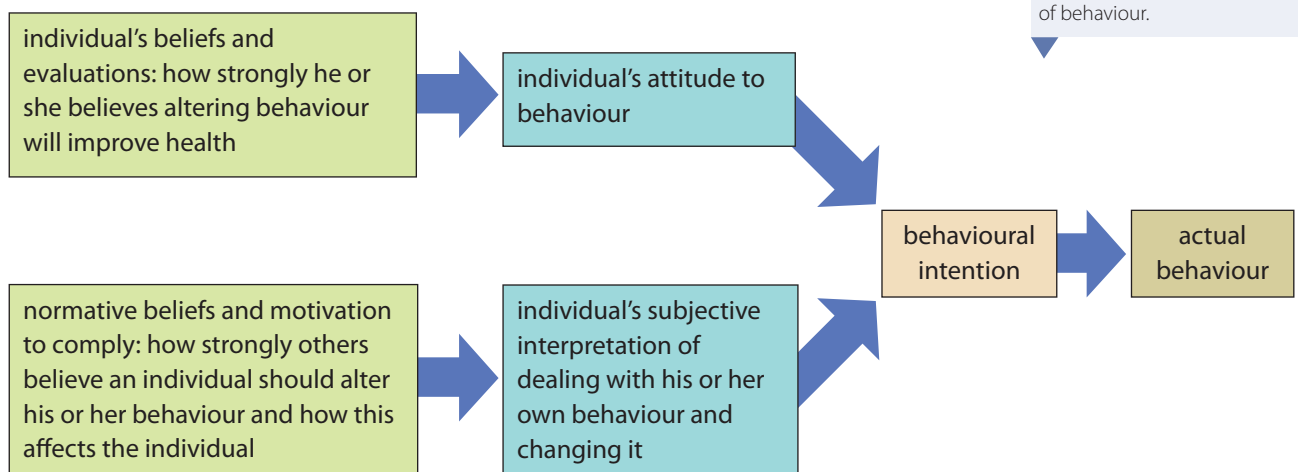 of behaviour.
individual’s beliefs and
evaluations: how strongly he or
she believes altering behaviour
will improve health
individual’s attitude to
behaviour
behavioural
intention
actual
behaviour
normative beliefs and motivation
to comply: how strongly others
believe an individual should alter
his or her behaviour and how this
affects the individual
individual’s subjective
interpretation of
dealing with his or her
own behaviour and
changing it